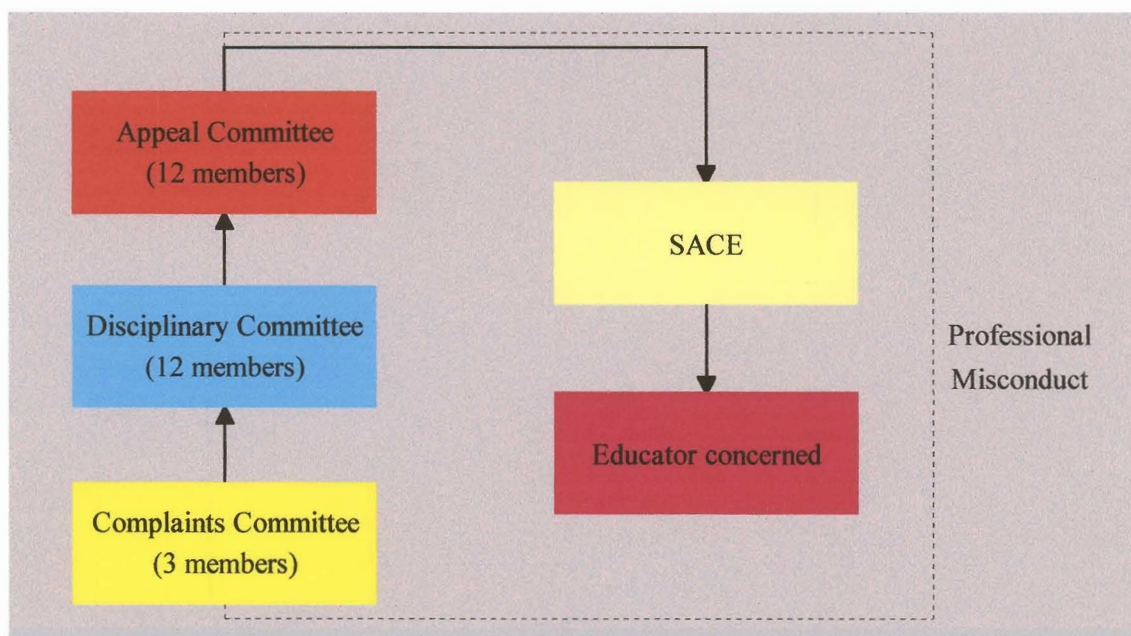 Appeal Committee
(12 members)
Disciplinary Committee
(12 members)
Complaints Committee
(3 members)
SACE
Educator concerned
Professional
Misconduct